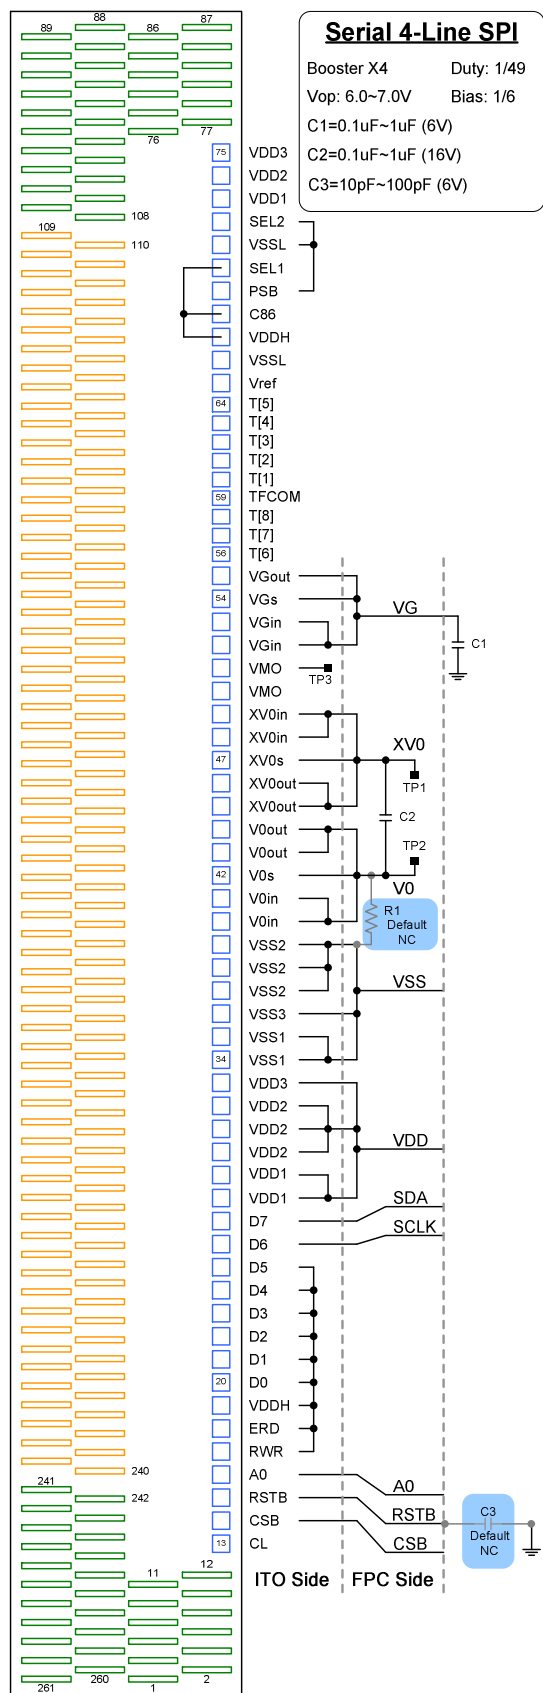 Serial 4-Line SPI
Booster X4 Duty: 1/49
Vop: 6.0~7.0V Bias: 1/6
C1=0.1uF~1uF (6V)
C2=0.1uF~1uF (16V)
C3=10pF~100pF (6V)
88 87
89 86
77
76
75 VDD3
VDD2
VDD1
108 SEL2
109
110 VSSL
SEL1
PSB
C86
VDDH
VSSL
Vref
64 T[5]
T[4]
T[3]
T[2]
T[1]
59 TFCOM
T[8]
T[7]
56 T[6]
VGout
54 VGs VG
VGin
VGin C1
VMO TP3
VMO
XV0in
XV0in XV0
47 XV0s
XV0out TP1
XV0out C2
V0out
V0out TP2
42 V0s V0
V0in R1
V0in Default
NC
VSS2
VSS2
VSS2 VSS
VSS3
VSS1
34 VSS1
VDD3
VDD2
VDD2 VDD
VDD2
VDD1
VDD1 SDA
D7
D6 SCLK
D5
D4
D3
D2
D1
20 D0
VDDH
ERD
RWR
240 A0 A0
241
242 RSTB RSTB C3
CSB CSB Default
NC
13 CL
12
11 ITO Side FPC Side
261 260 1 2